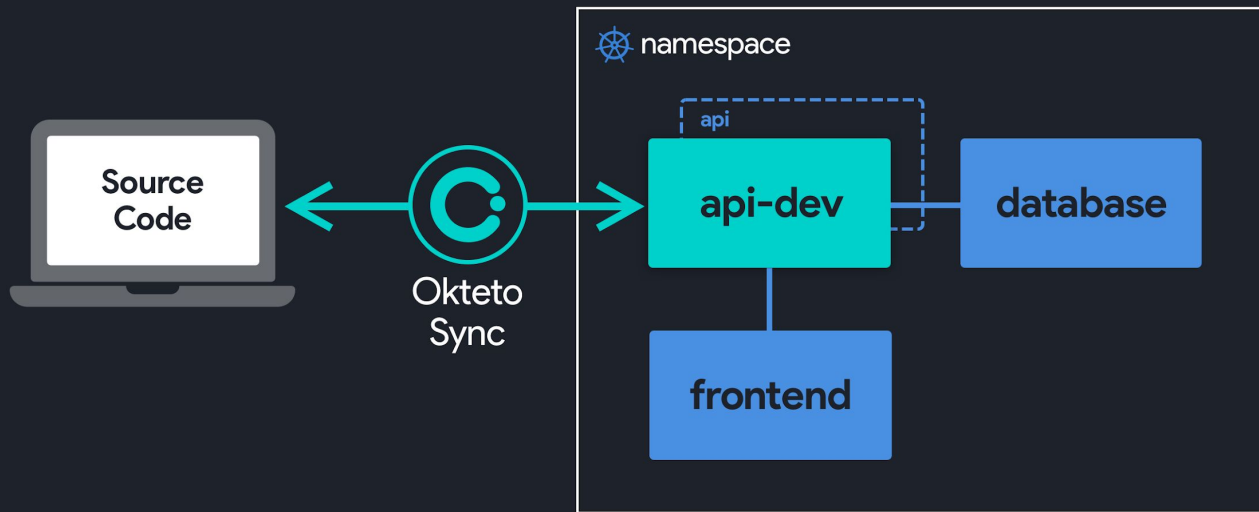 namespace
api
Source
Code
api-dev
database
Okteto
Sync
frontend